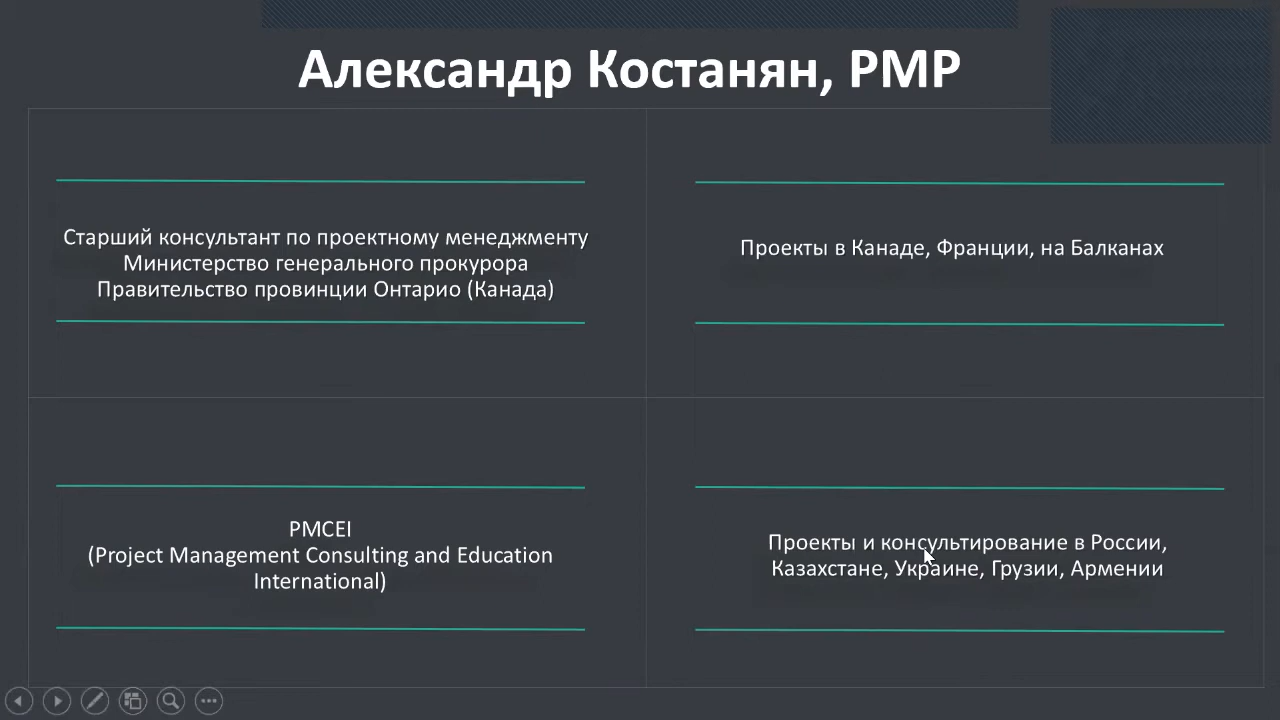 Александр Костанян, PMP
Старший консультант по проектному менеджменту
Министерство генерального прокурора
Правительство провинции Онтарио (Канада)
Проекты в Канаде, Франции, на Балканах
PMCEI
(Project Management Consulting and Education
International)
Проекты и консультирование в России,
Казахстане, Украине, Грузии, Армении